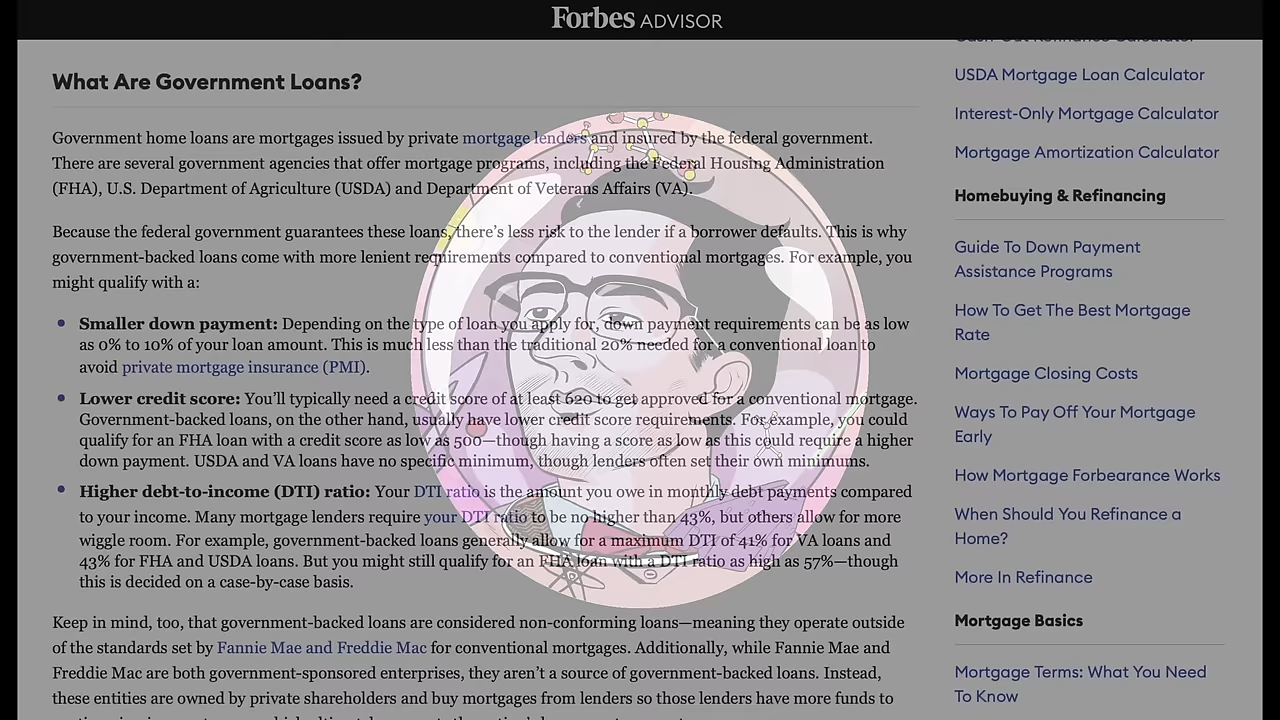 Forbes ADVISOR
What Are Government Loans?
Government home loans are mortgages issued by private mortgage lenders and insured by the federal government.
There are several government agencies that offer mortgage programs, including the Federal Housing Administration
(FHA), U.S. Department of Agriculture (USDA) and Department of Veterans Affairs (VA).
Because the federal government guarantees these loans, there’s less risk to the lender if a borrower defaults. This is why
government-backed loans come with more lenient requirements compared to conventional mortgages. For example, you
might qualify with a:
• Smaller down payment: Depending on the type of loan you apply for, down payment requirements can be as low
as 0% to 10% of your loan amount. This is much less than the traditional 20% needed for a conventional loan to
avoid private mortgage insurance (PMI).
• Lower credit score: You’ll typically need a credit score of at least 620 to get approved for a conventional mortgage.
Government-backed loans, on the other hand, usually have lower credit score requirements. For example, you could
qualify for an FHA loan with a credit score as low as 500—though having a score as low as this could require a higher
down payment. USDA and VA loans have no specific minimum, though lenders often set their own minimums.
• Higher debt-to-income (DTI) ratio: Your DTI ratio is the amount you owe in monthly debt payments compared
to your income. Many mortgage lenders require your DTI ratio to be no higher than 43%, but others allow for more
wiggle room. For example, government-backed loans generally allow for a maximum DTI of 41% for VA loans and
43% for FHA and USDA loans. But you might still qualify for an FHA loan with a DTI ratio as high as 57%—though
this is decided on a case-by-case basis.
Keep in mind, too, that government-backed loans are considered non-conforming loans—meaning they operate outside
of the standards set by Fannie Mae and Freddie Mac for conventional mortgages. Additionally, while Fannie Mae and
Freddie Mac are both government-sponsored enterprises, they aren’t a source of government-backed loans. Instead,
these entities are owned by private shareholders and buy mortgages from lenders so those lenders have more funds to
Cash-Out Refinance Calculator
USDA Mortgage Loan Calculator
Interest-Only Mortgage Calculator
Mortgage Amortization Calculator
Homebuying & Refinancing
Guide To Down Payment
Assistance Programs
How To Get The Best Mortgage
Rate
Mortgage Closing Costs
Ways To Pay Off Your Mortgage
Early
How Mortgage Forbearance Works
When Should You Refinance a
Home?
More In Refinance
Mortgage Basics
Mortgage Terms: What You Need
To Know